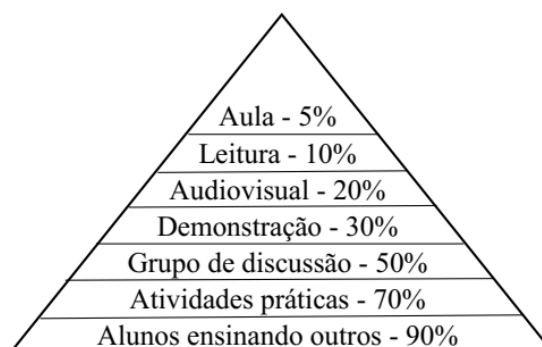 Aula - 5%
Leitura - 10%
Audiovisual - 20%
Demonstração - 30%
Grupo de discussão - 50%
Atividades práticas - 70%
Alunos ensinando outros - 90%